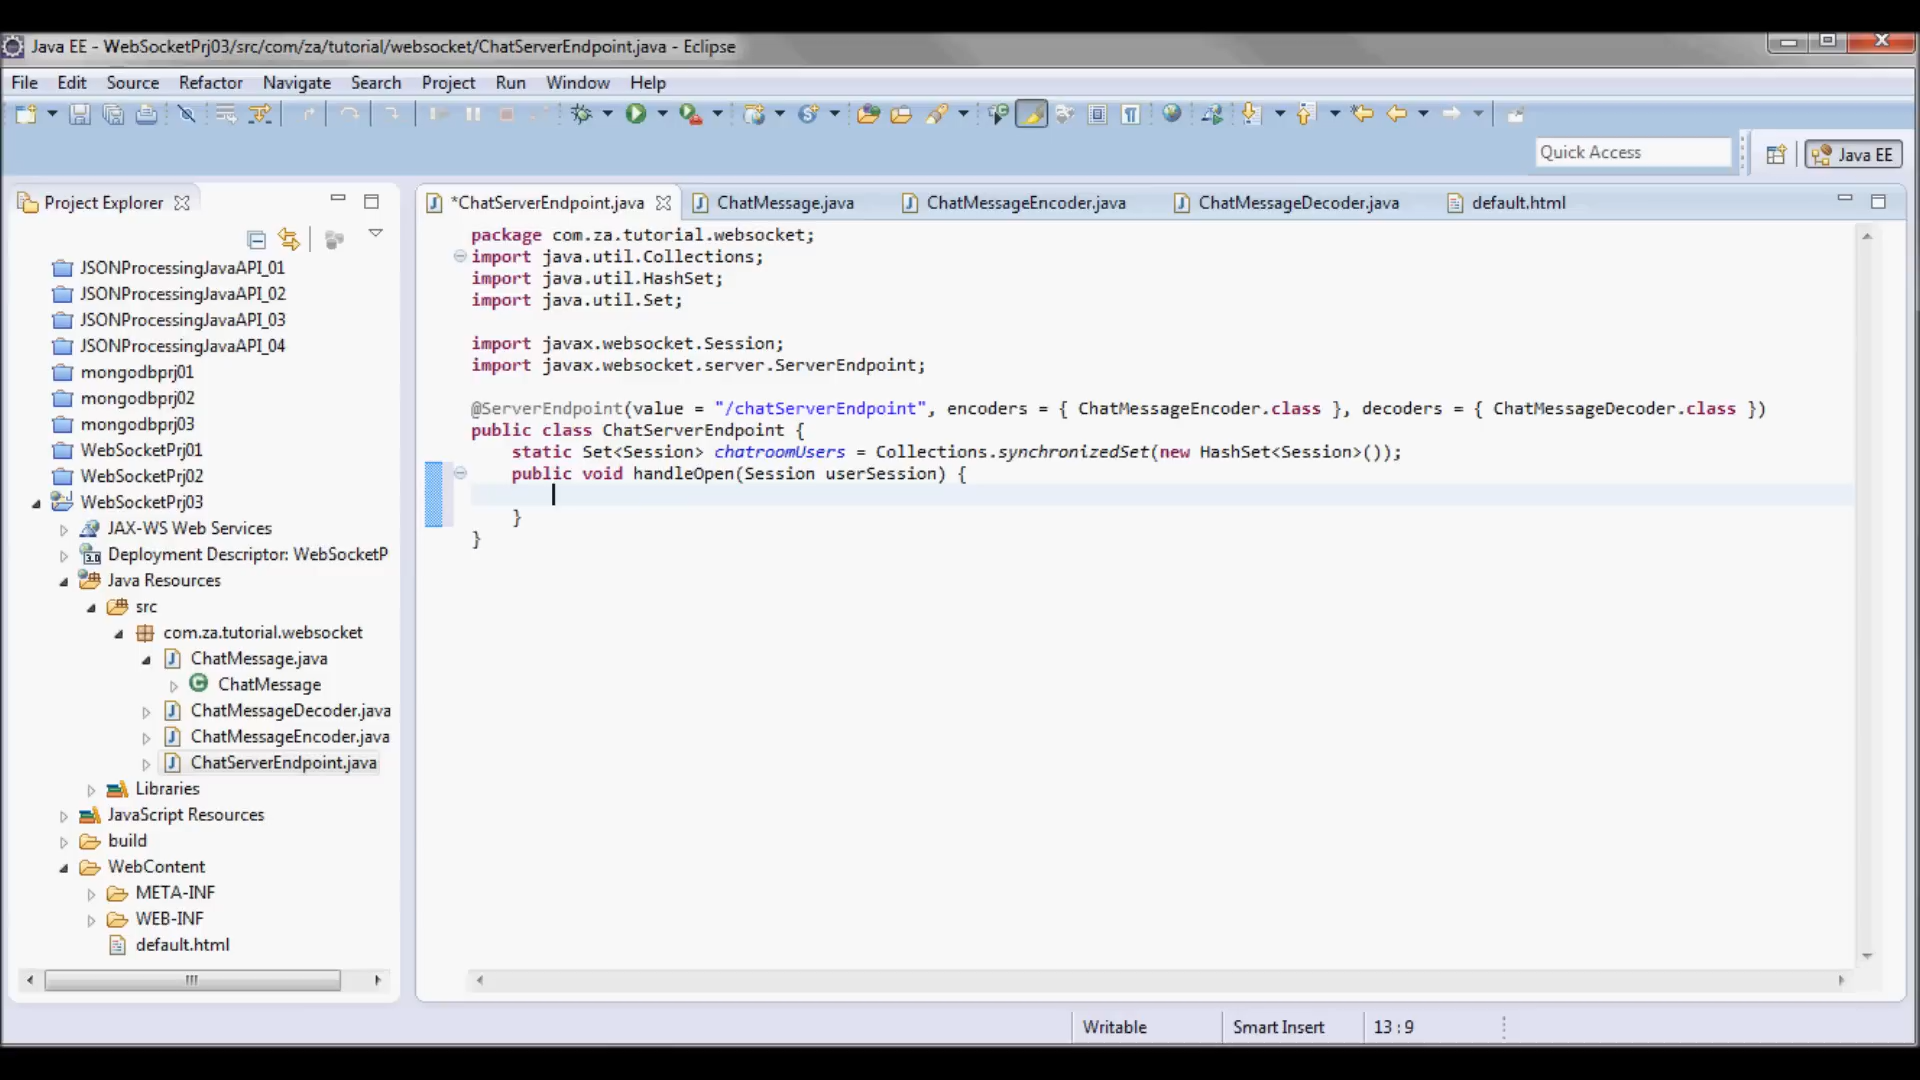 Java EE - WebSocketPrj03/src/com/za/tutorial/websocket/ChatServerEndpoint.java - Eclipse
File Edit Source Refactor Navigate Search Project Run Window Help
Quick Access
Java EE
Project Explorer
JSONProcessingJavaAPI_01
JSONProcessingJavaAPI_02
JSONProcessingJavaAPI_03
JSONProcessingJavaAPI_04
mongodbprj01
mongodbprj02
mongodbprj03
WebSocketPrj01
WebSocketPrj02
WebSocketPrj03
JAX-WS Web Services
Deployment Descriptor: WebSocketP
Java Resources
src
com.za.tutorial.websocket
ChatMessage.java
ChatMessage
ChatMessageDecoder.java
ChatMessageEncoder.java
ChatServerEndpoint.java
Libraries
JavaScript Resources
build
WebContent
META-INF
WEB-INF
default.html
*ChatServerEndpoint.java ChatMessage.java ChatMessageEncoder.java ChatMessageDecoder.java default.html
package com.za.tutorial.websocket;
import java.util.Collections;
import java.util.HashSet;
import java.util.Set;
import javax.websocket.Session;
import javax.websocket.server.ServerEndpoint;
@ServerEndpoint(value = "/chatServerEndpoint", encoders = { ChatMessageEncoder.class }, decoders = { ChatMessageDecoder.class })
public class ChatServerEndpoint {
static Set<Session> chatroomUsers = Collections.synchronizedSet(new HashSet<Session>());
public void handleOpen(Session userSession) {
}
}
Writable Smart Insert 13 : 9